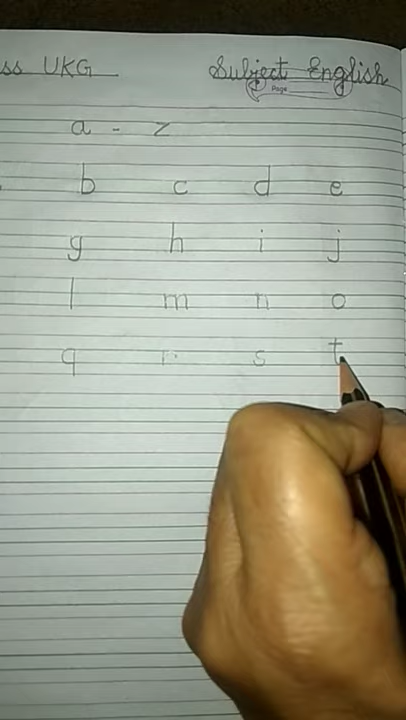 ss UKG Subject English
Page
a - z
b c d e
g h i j
l m n o
q r s t